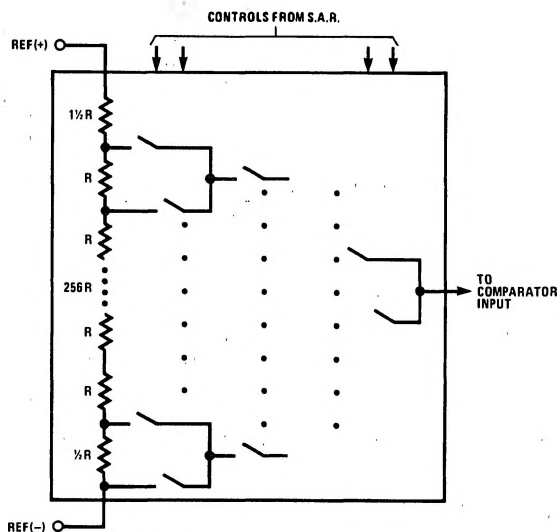 CONTROLS FROM S.A.R.
REF(+)
1½R
R
R
256R
R
R
½R
TO
COMPARATOR
INPUT
REF(−)